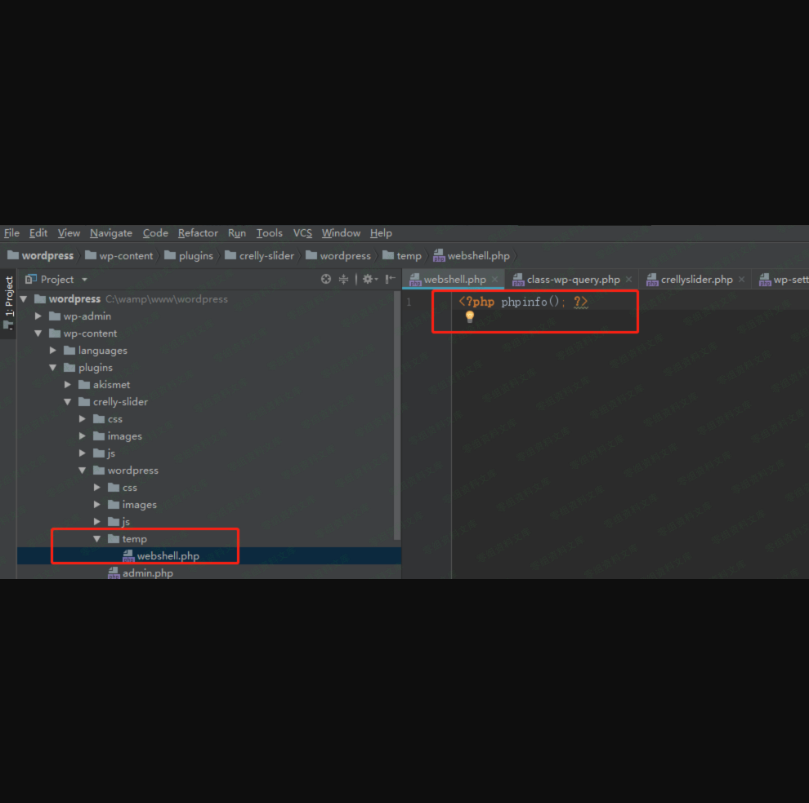 File Edit View Navigate Code Refactor Run Tools VCS Window Help
wordpress wp-content plugins crelly-slider wordpress temp webshell.php
1: Project
Project
webshell.php class-wp-query.php crellyslider.php wp-sett
wordpress C:\wamp\www\wordpress
1 <?php phpinfo(); ?>
wp-admin
wp-content
languages
plugins
akismet
crelly-slider
css
images
js
wordpress
css
images
js
temp
webshell.php
admin.php